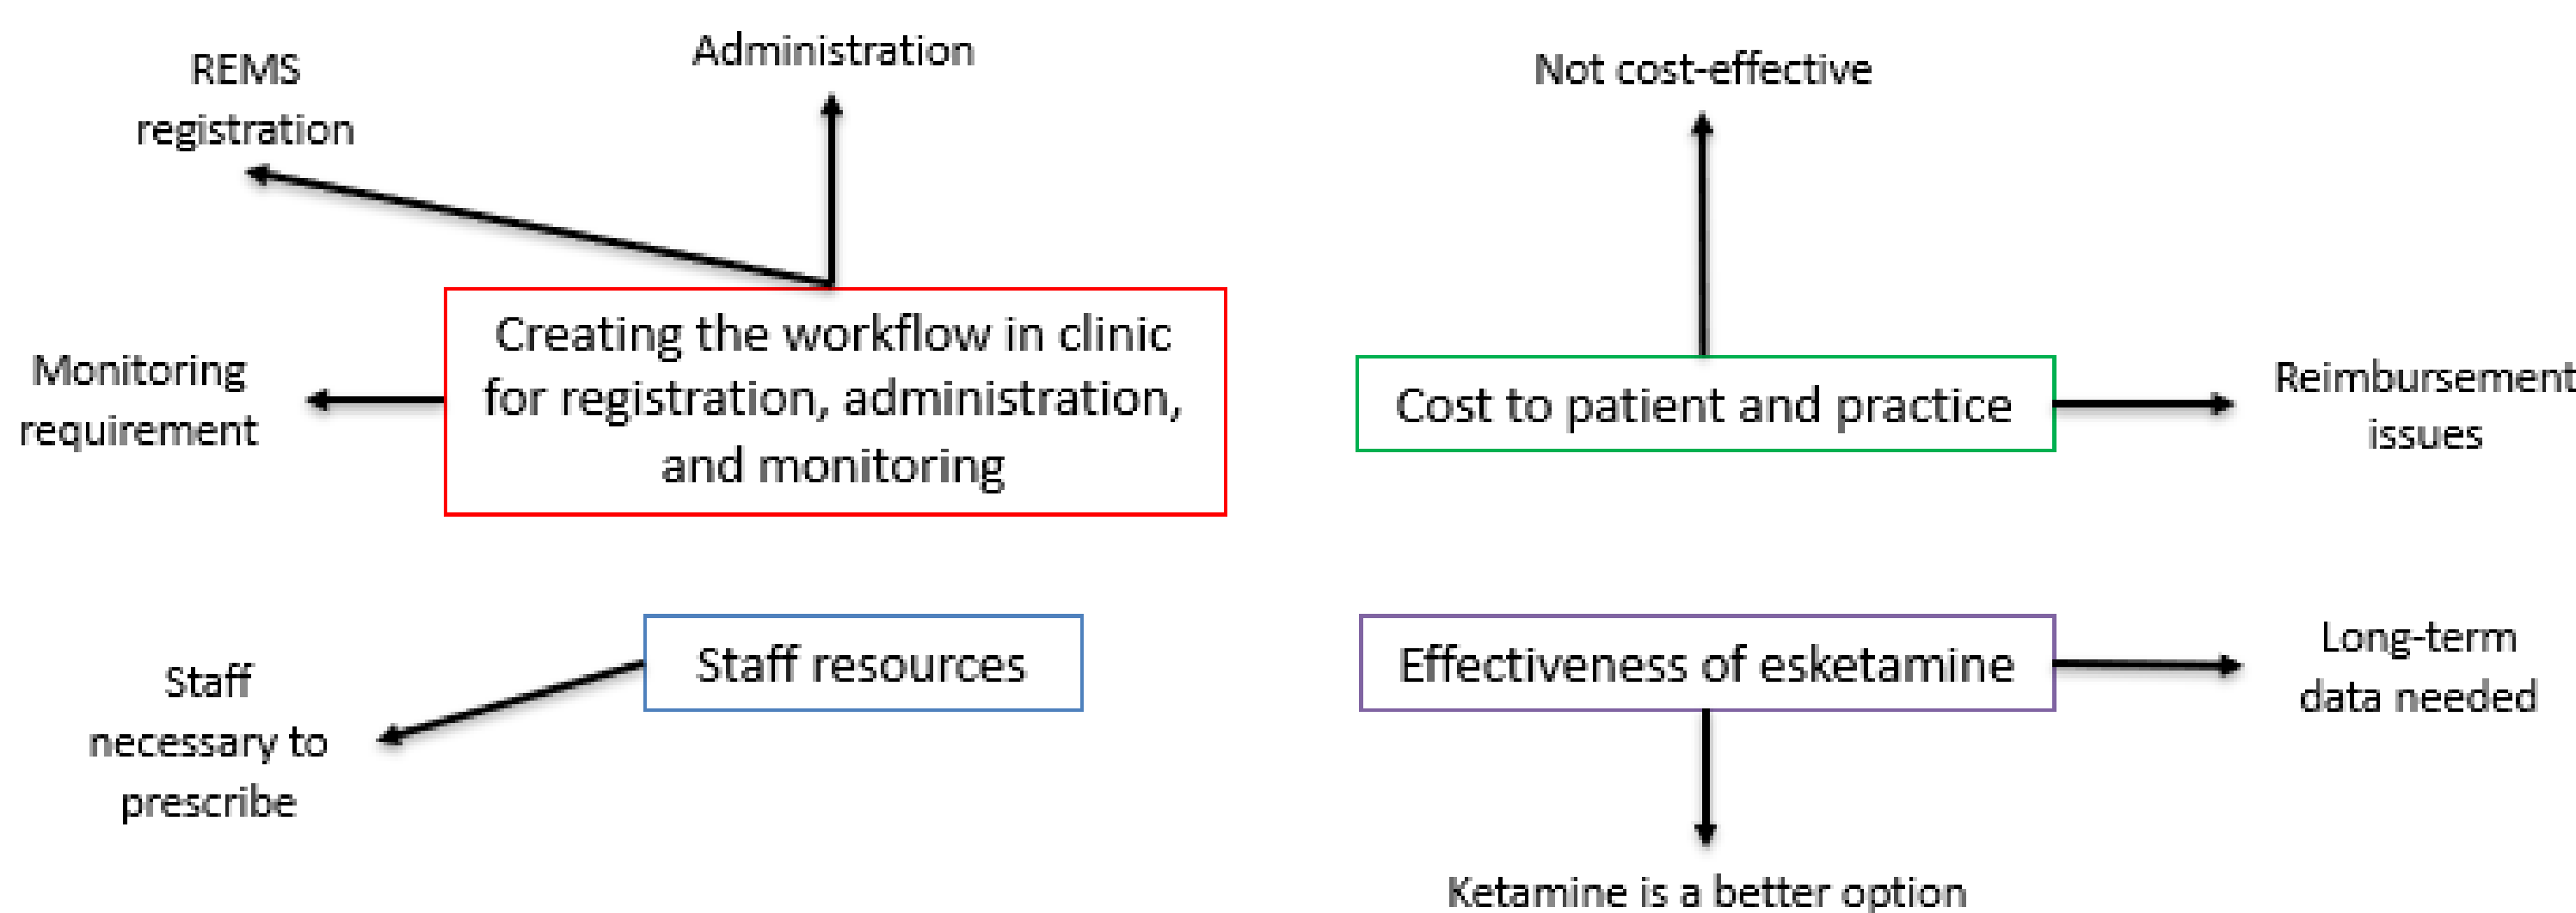 REMS
registration
Administration
Monitoring
requirement
Creating the workflow in clinic
for registration, administration,
and monitoring
Staff resources
Staff
necessary to
prescribe
Not cost-effective
Cost to patient and practice
Reimbursement
issues
Effectiveness of esketamine
Long-term
data needed
Ketamine is a better option